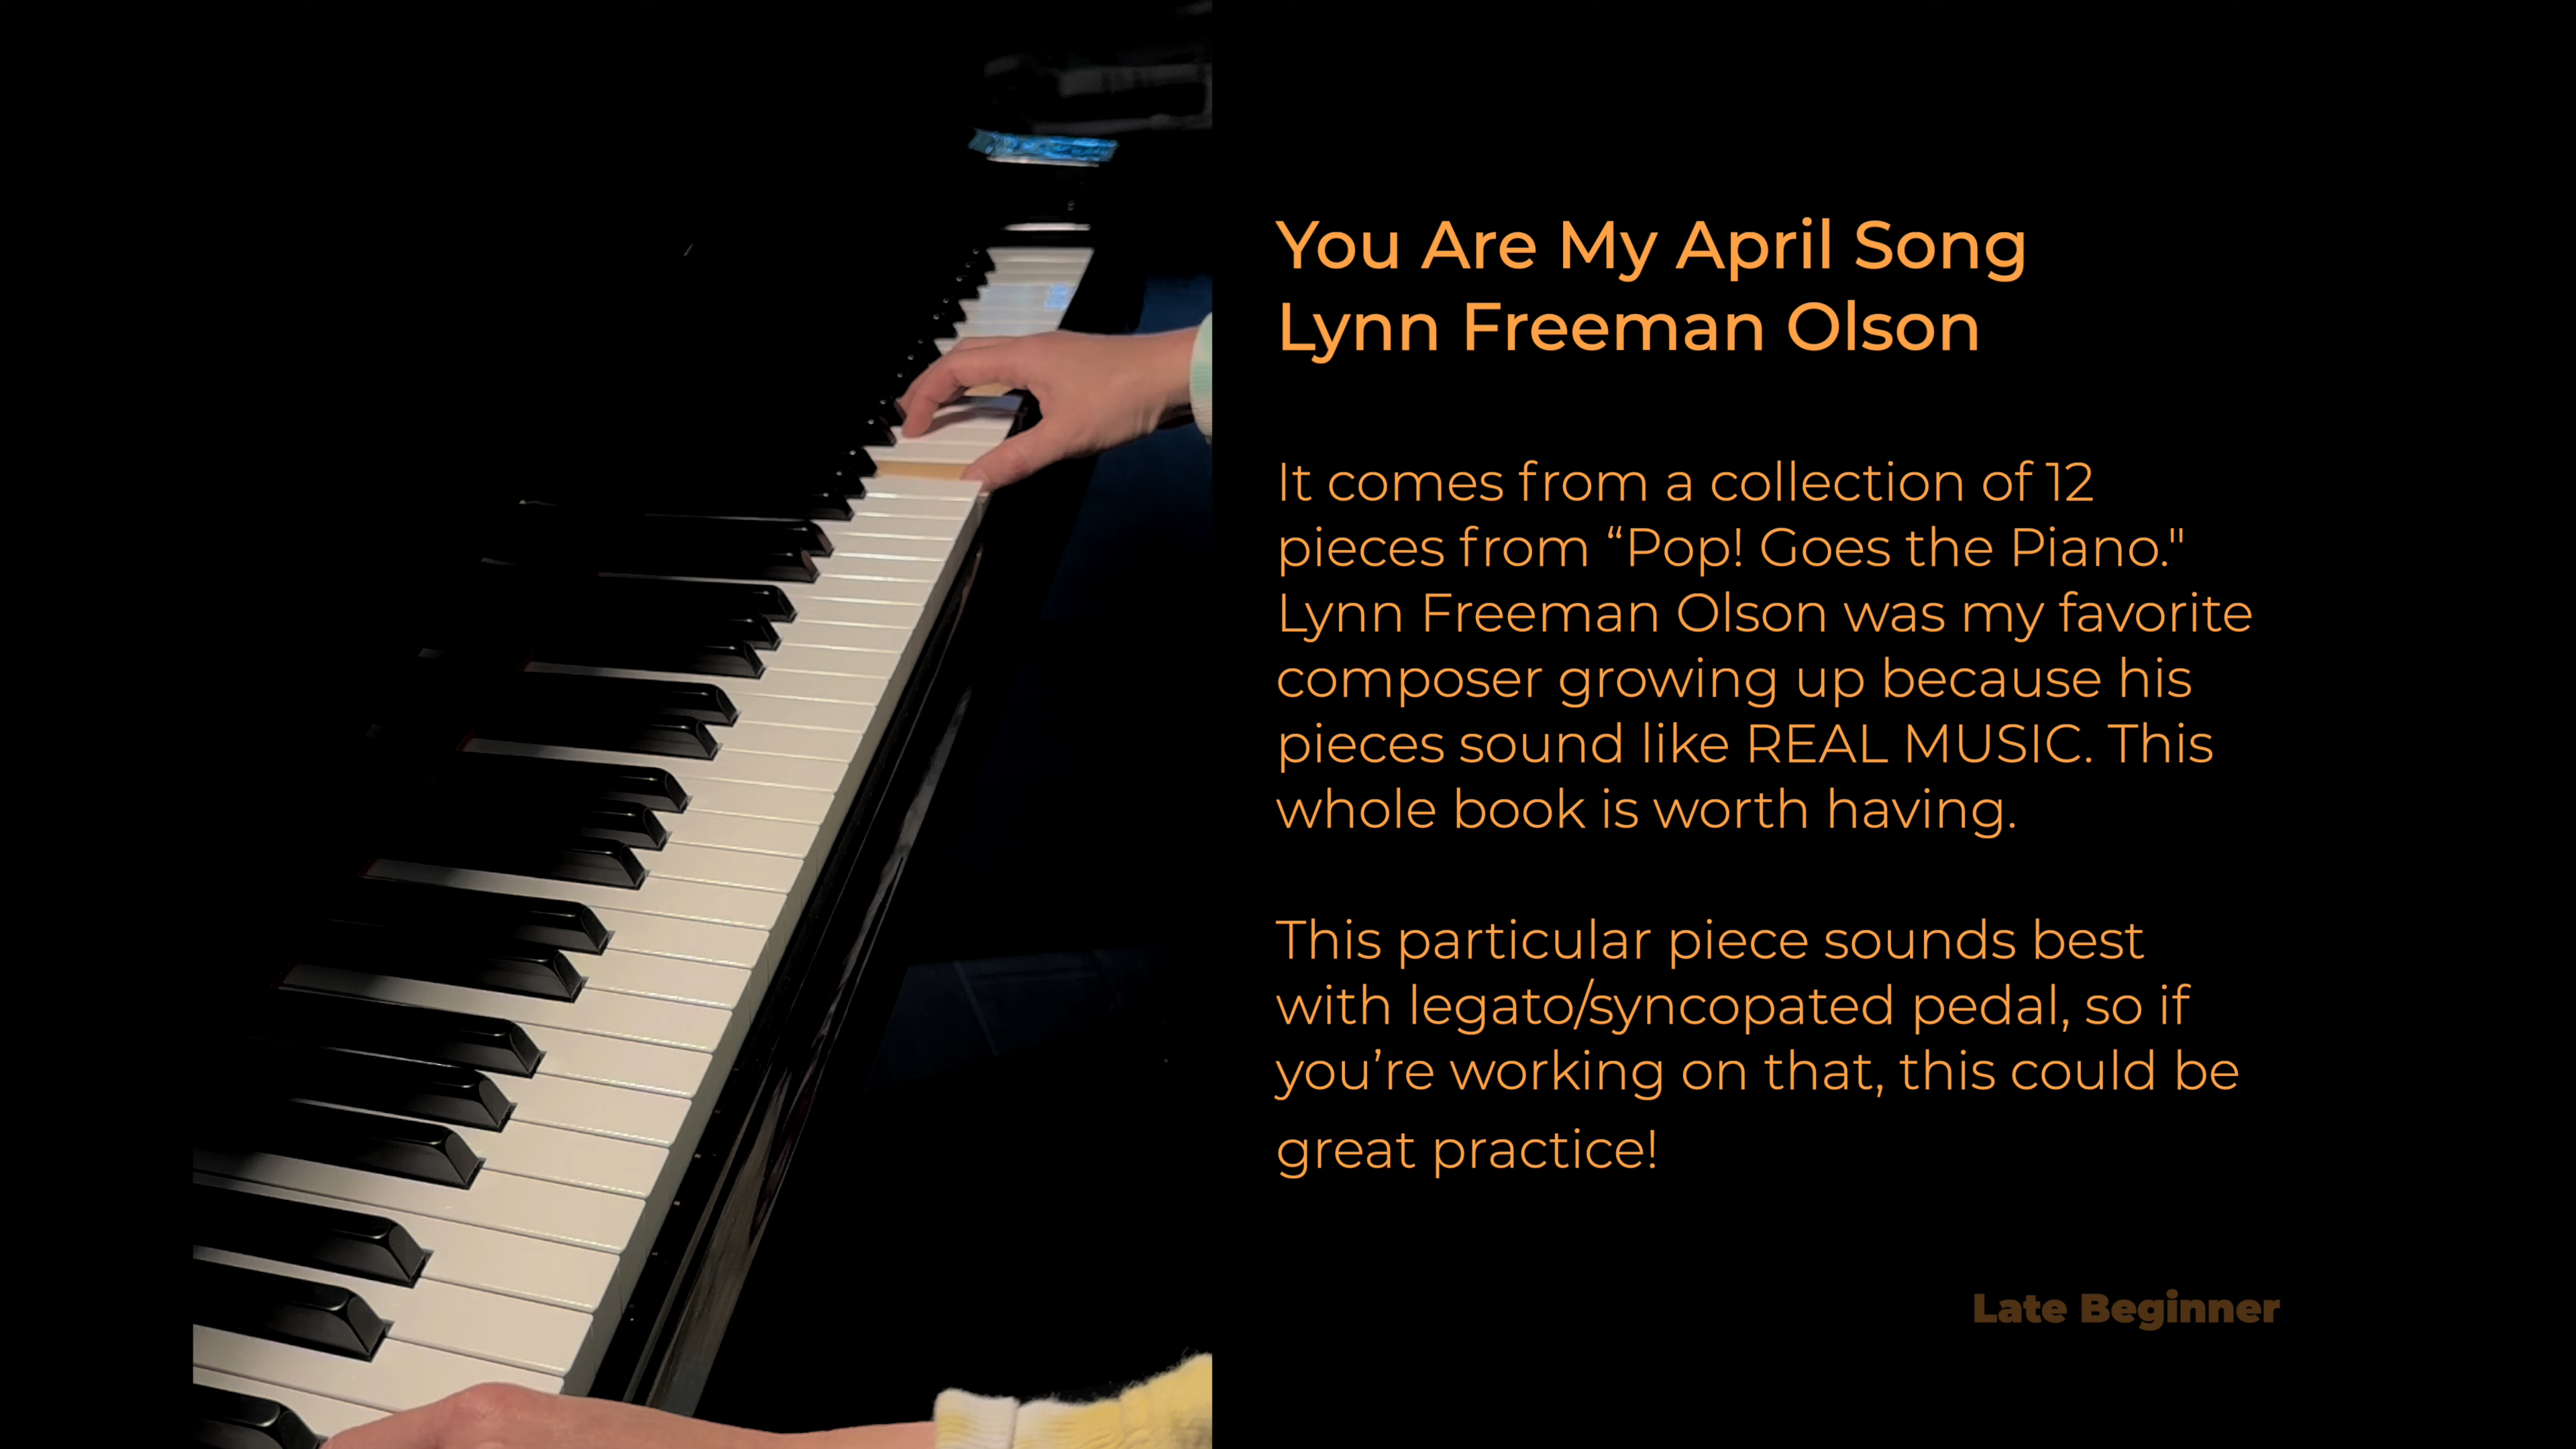 You Are My April Song
Lynn Freeman Olson
It comes from a collection of 12
pieces from “Pop! Goes the Piano."
Lynn Freeman Olson was my favorite
composer growing up because his
pieces sound like REAL MUSIC. This
whole book is worth having.
This particular piece sounds best
with legato/syncopated pedal, so if
you’re working on that, this could be
great practice!
Late Beginner